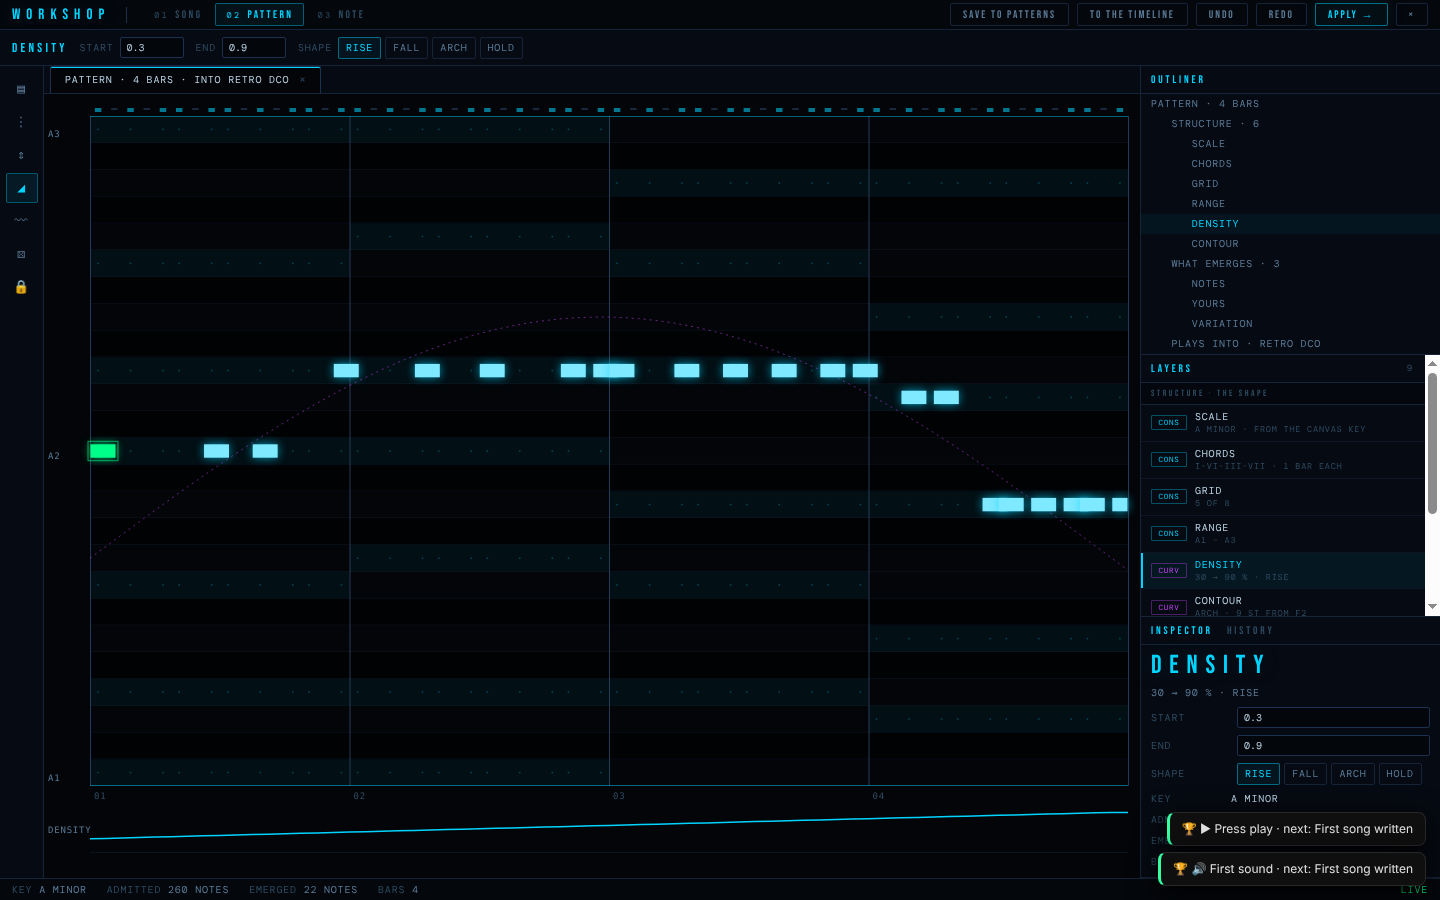 WORKSHOP 01 SONG 02 PATTERN 03 NOTE SAVE TO PATTERNS TO THE TIMELINE UNDO REDO APPLY → ×
DENSITY START 0.3 END 0.9 SHAPE RISE FALL ARCH HOLD
PATTERN · 4 BARS · INTO RETRO DCO ×
A3
A2
A1
01 02 03 04
DENSITY
OUTLINER
PATTERN · 4 BARS
STRUCTURE · 6
SCALE
CHORDS
GRID
RANGE
DENSITY
CONTOUR
WHAT EMERGES · 3
NOTES
YOURS
VARIATION
PLAYS INTO · RETRO DCO
LAYERS 9
STRUCTURE · THE SHAPE
CONS SCALE
A MINOR · FROM THE CANVAS KEY
CONS CHORDS
I-VI-III-VII · 1 BAR EACH
CONS GRID
5 OF 8
CONS RANGE
A1 – A3
CURV DENSITY
30 → 90 % · RISE
CURV CONTOUR
ARCH · 9 ST FROM F2
INSPECTOR HISTORY
DENSITY
30 → 90 % · RISE
START 0.3
END 0.9
SHAPE RISE FALL ARCH HOLD
KEY A MINOR
🏆 ▶ Press play · next: First song written
🏆 🔊 First sound · next: First song written
KEY A MINOR ADMITTED 260 NOTES EMERGED 22 NOTES BARS 4 LIVE